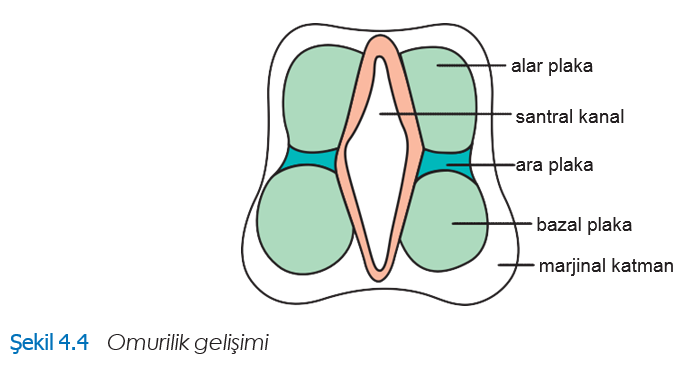 alar plaka
santral kanal
ara plaka
bazal plaka
marjinal katman
Şekil 4.4 Omurilik gelişimi